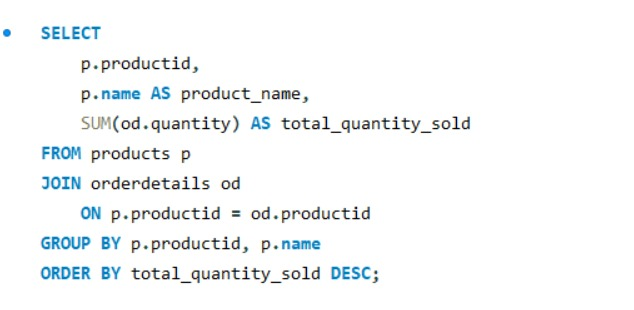 SELECT
    p.productid,
    p.name AS product_name,
    SUM(od.quantity) AS total_quantity_sold
FROM products p
JOIN orderdetails od
    ON p.productid = od.productid
GROUP BY p.productid, p.name
ORDER BY total_quantity_sold DESC;